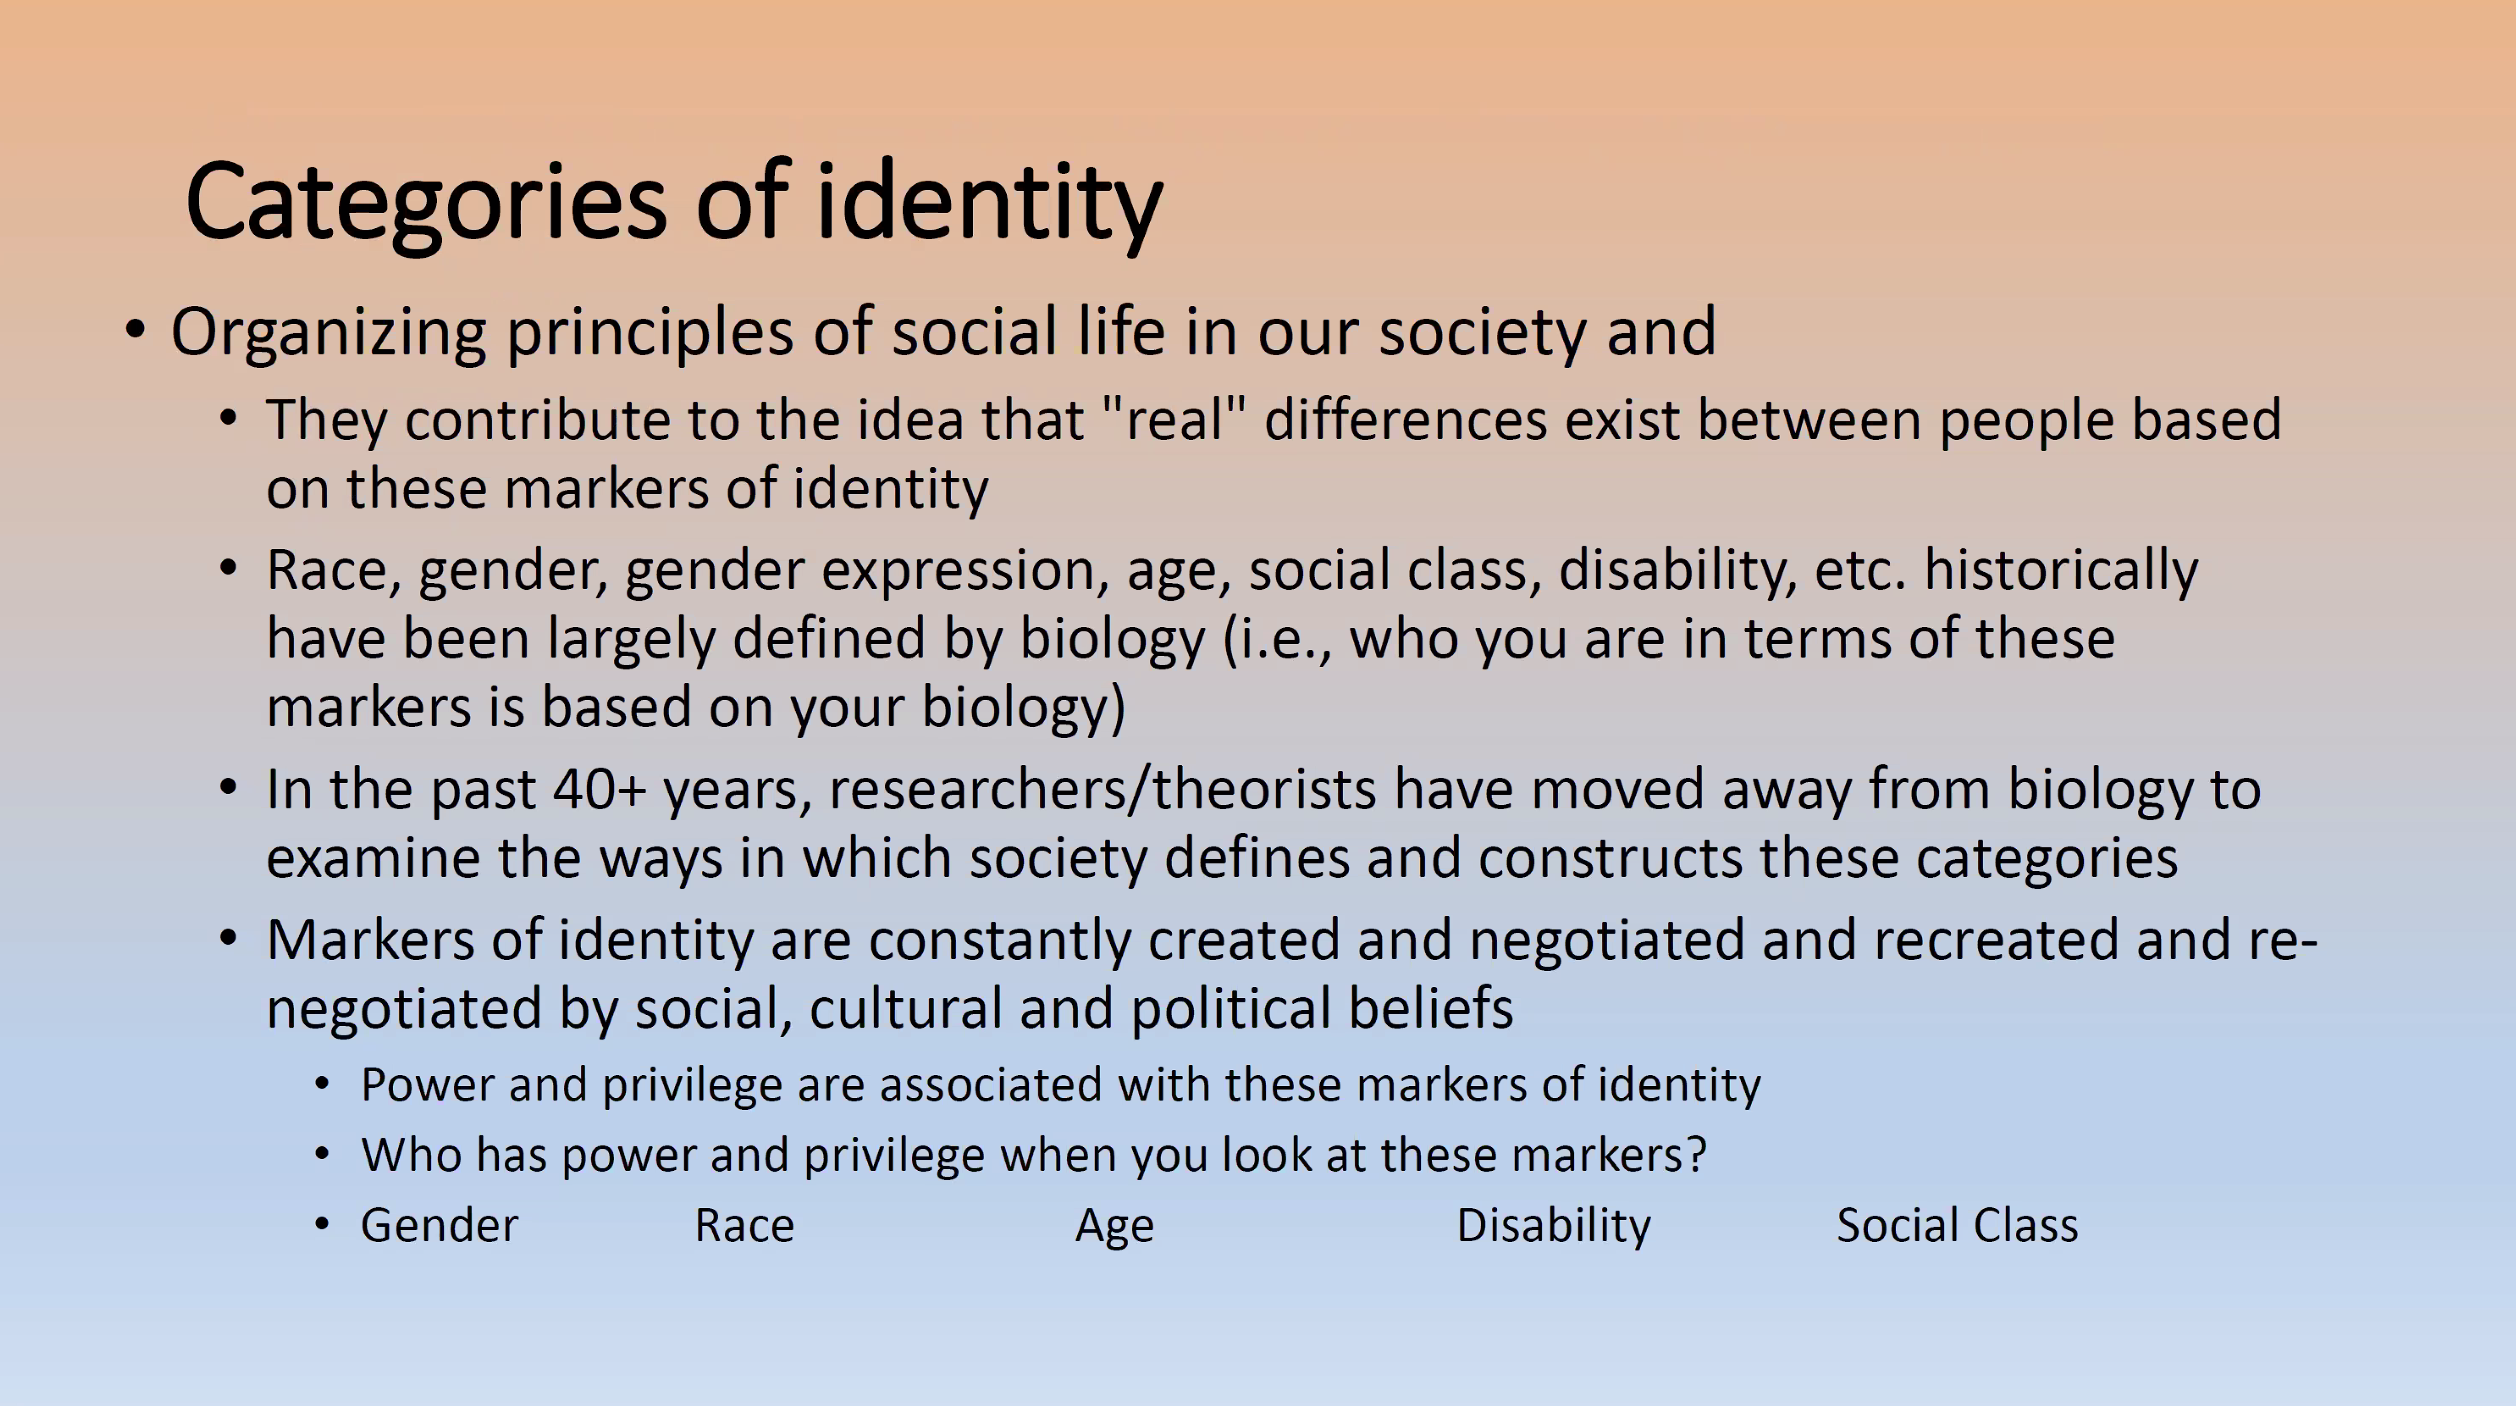 Categories of identity
• Organizing principles of social life in our society and
• They contribute to the idea that "real" differences exist between people based
on these markers of identity
• Race, gender, gender expression, age, social class, disability, etc. historically
have been largely defined by biology (i.e., who you are in terms of these
markers is based on your biology)
• In the past 40+ years, researchers/theorists have moved away from biology to
examine the ways in which society defines and constructs these categories
• Markers of identity are constantly created and negotiated and recreated and re-
negotiated by social, cultural and political beliefs
• Power and privilege are associated with these markers of identity
• Who has power and privilege when you look at these markers?
• Gender Race Age Disability Social Class